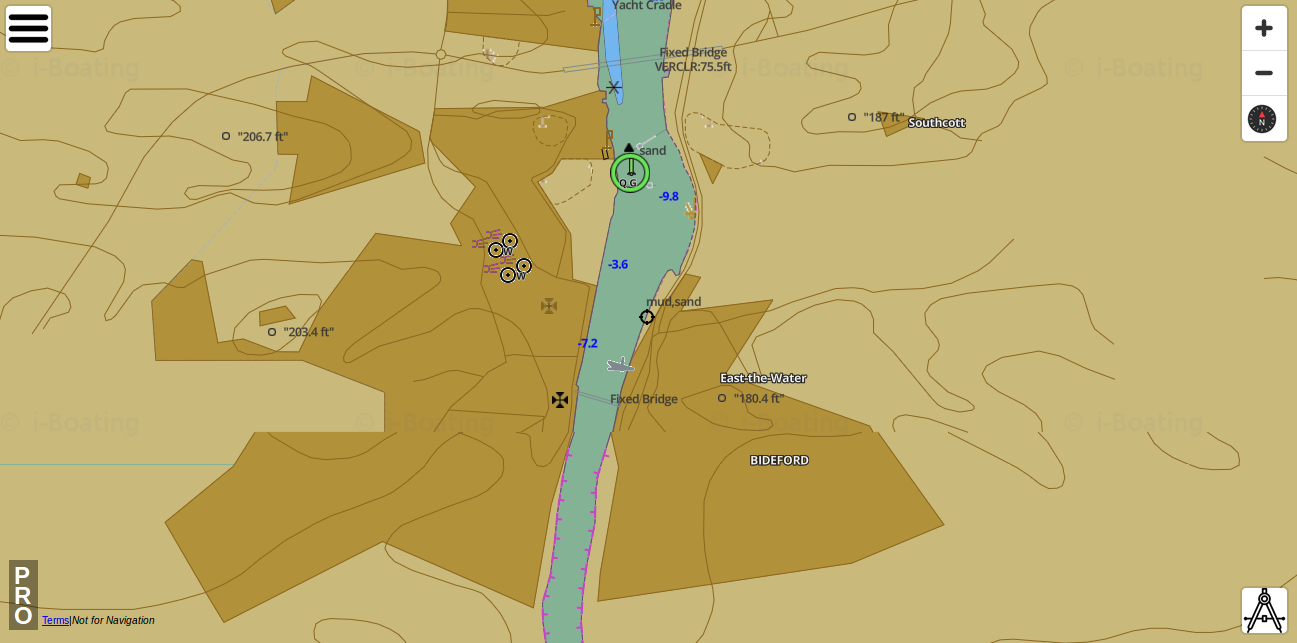 Yacht Cradle
Fixed Bridge
VERCLR:75.5ft
© i-Boating
© i-Boating
i-Boating
© i-Boating
"206.7 ft"
"187 ft"
Southcott
sand
Q.G
-9.8
W
W
-3.6
mud,sand
"203.4 ft"
-7.2
East-the-Water
Fixed Bridge
"180.4 ft"
© i-Boating
© i-Boating
i-Boating
© i-Boating
BIDEFORD
N
PRO
Terms|Not for Navigation